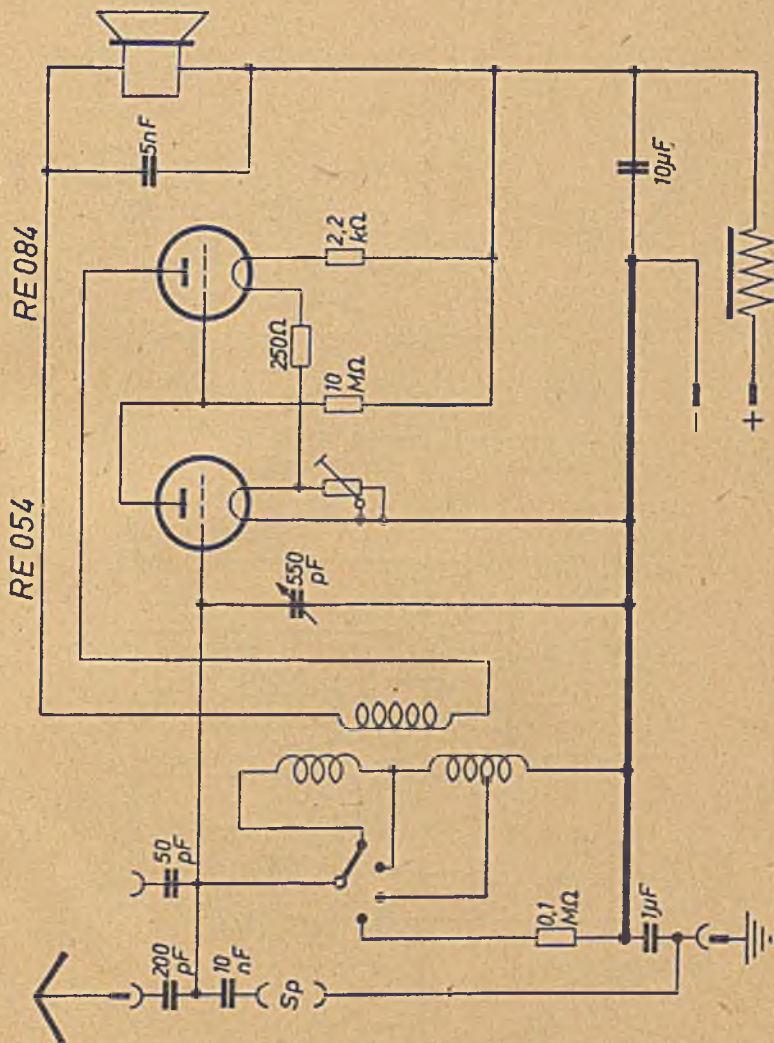 RE 054
RE 084
5nF
2,2
kΩ
250Ω
10
MΩ
550
pF
50
pF
200
pF
10
nF
Sp
0,1
MΩ
1µF
10µF
-
+